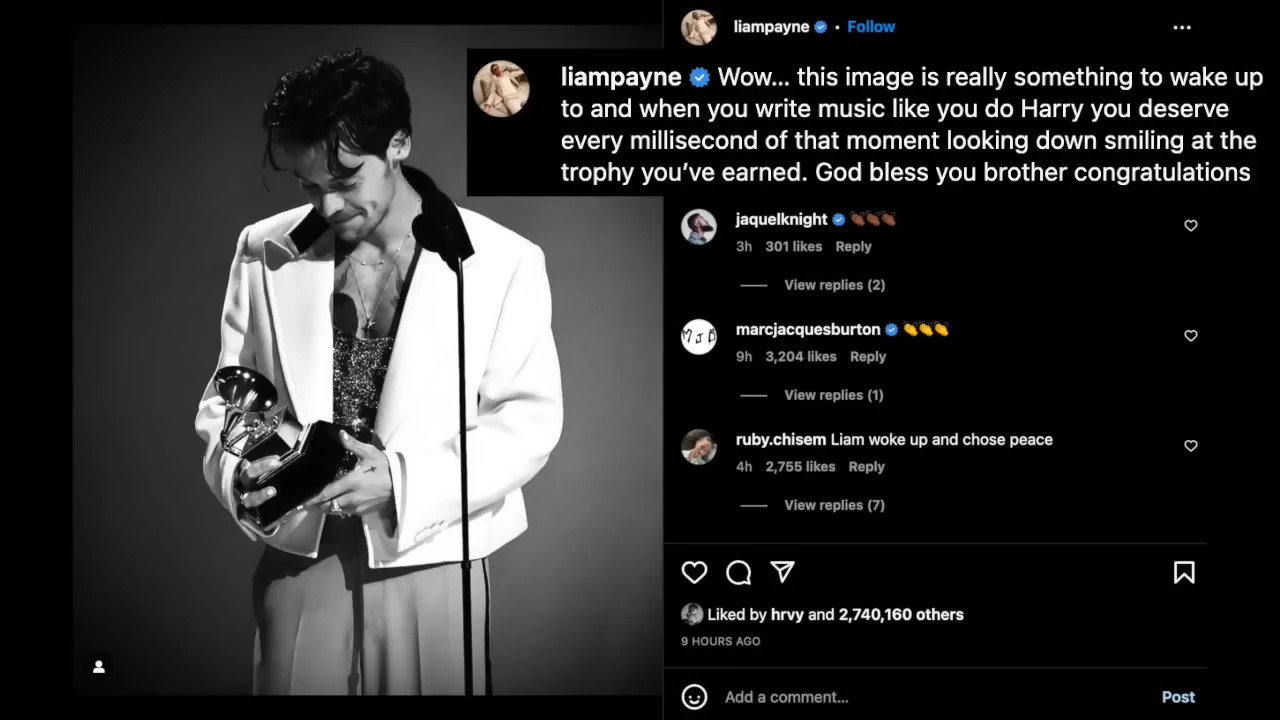 liampayne • Follow
liampayne Wow... this image is really something to wake up
to and when you write music like you do Harry you deserve
every millisecond of that moment looking down smiling at the
trophy you've earned. God bless you brother congratulations
jaquelknight 👏🏾👏🏾👏🏾
3h 301 likes Reply
View replies (2)
MJB
marcjacquesburton 👏👏👏
9h 3,204 likes Reply
View replies (1)
ruby.chisem Liam woke up and chose peace
4h 2,755 likes Reply
View replies (7)
Liked by hrvy and 2,740,160 others
9 HOURS AGO
Add a comment... Post